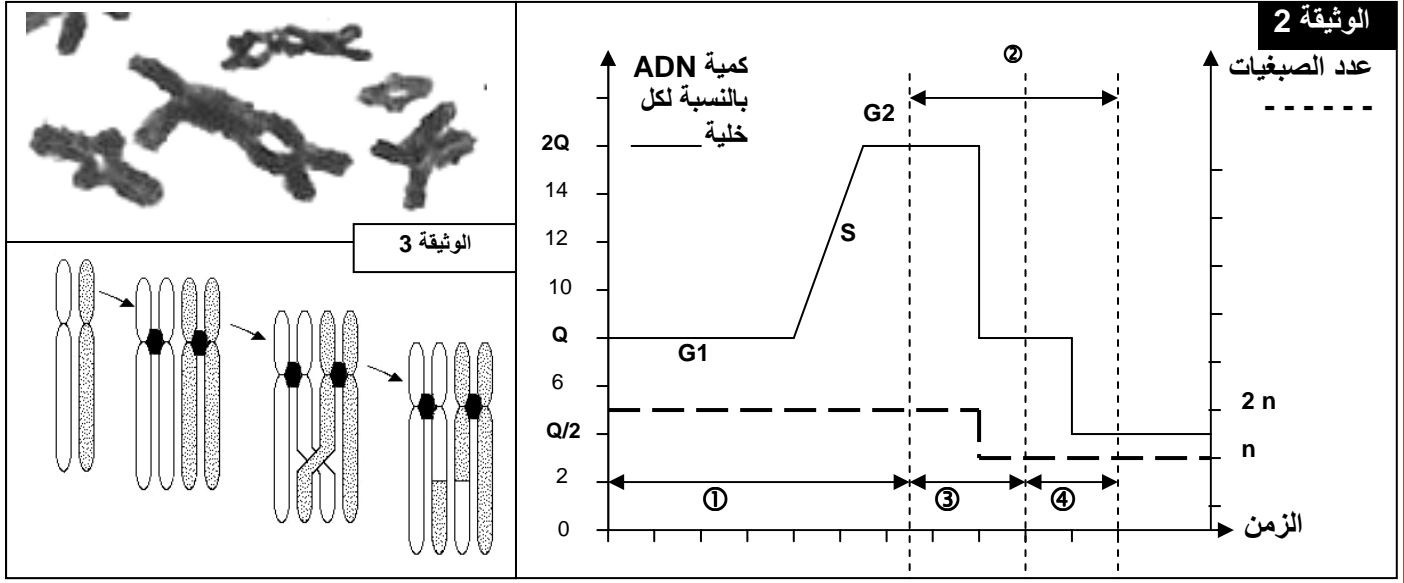 الوثيقة 2
كمية ADN
بالنسبة لكل
خلية
عدد الصبغيات
②
G2
2Q
14
12
S
10
Q
G1
6
2 n
Q/2
n
2
①
③
④
0
الزمن
الوثيقة 3